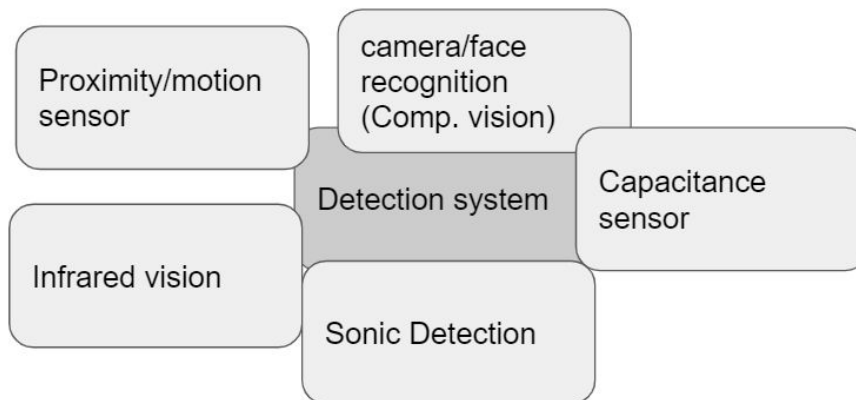 Proximity/motion
sensor
camera/face
recognition
(Comp. vision)
Detection system
Capacitance
sensor
Infrared vision
Sonic Detection